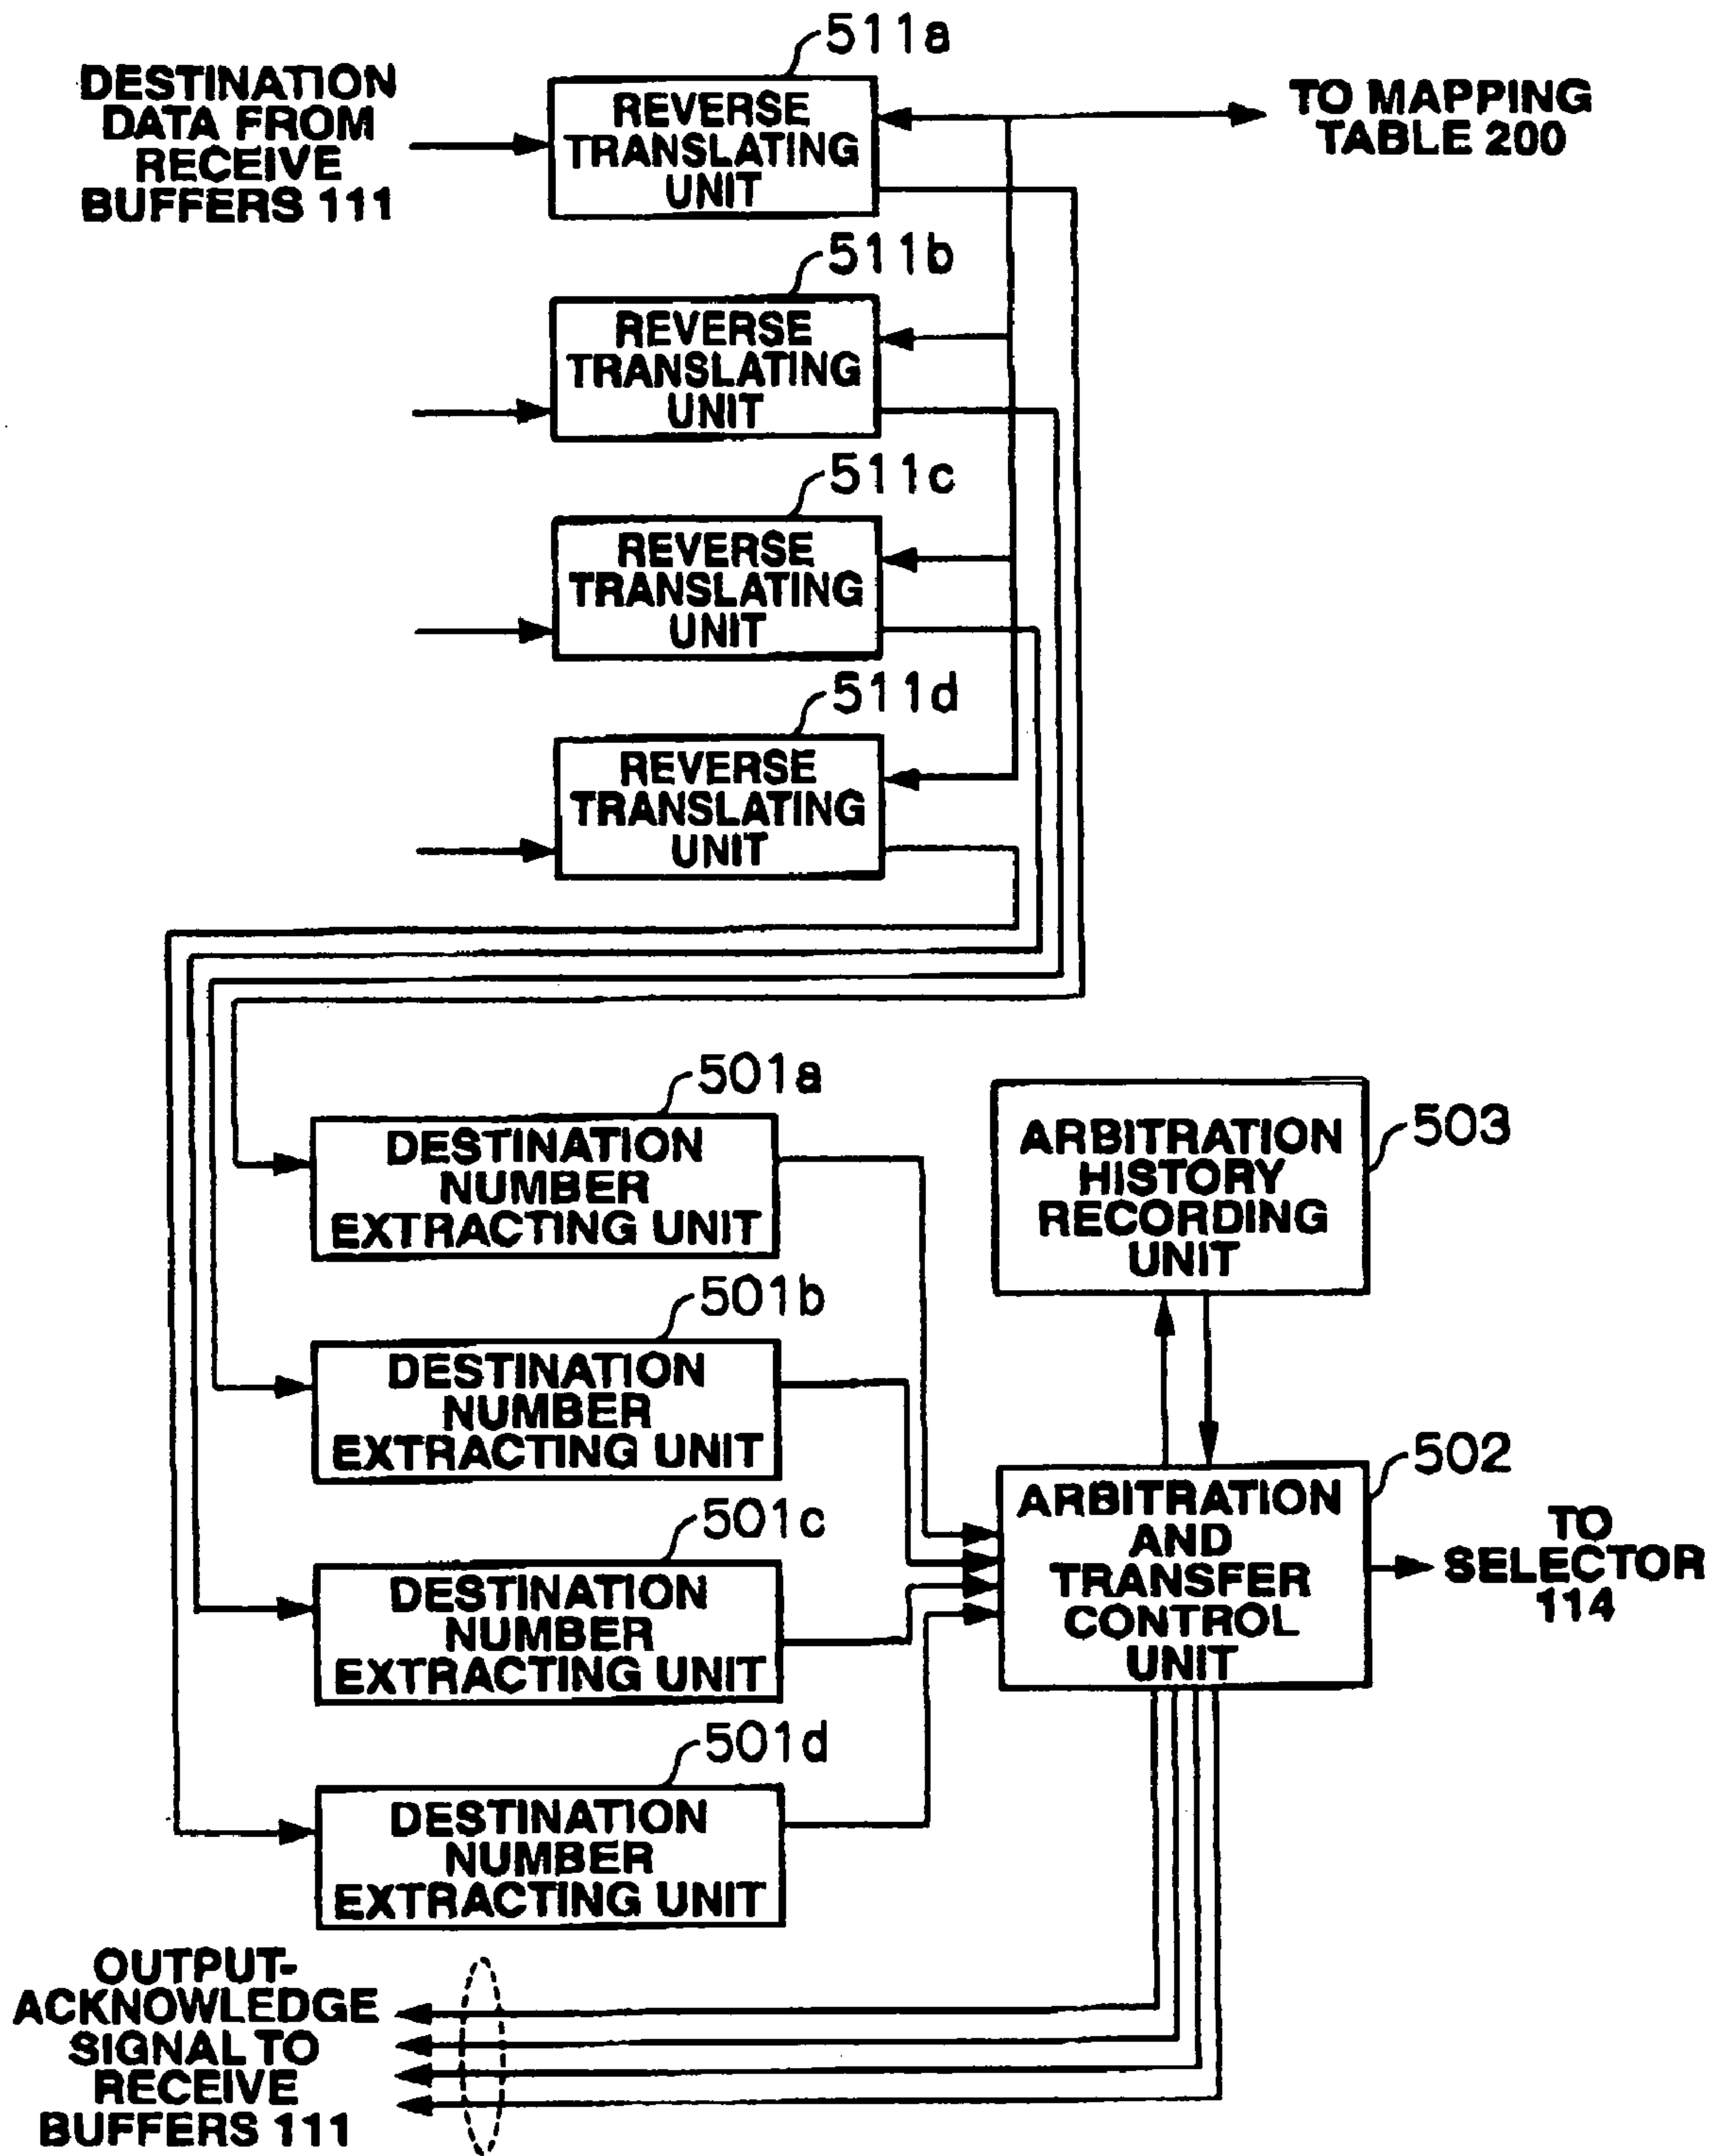 511a
DESTINATION
DATA FROM
RECEIVE
BUFFERS 111
REVERSE
TRANSLATING
UNIT
TO MAPPING
TABLE 200
511b
REVERSE
TRANSLATING
UNIT
511c
REVERSE
TRANSLATING
UNIT
511d
REVERSE
TRANSLATING
UNIT
501a
DESTINATION
NUMBER
EXTRACTING UNIT
503
ARBITRATION
HISTORY
RECORDING
UNIT
501b
DESTINATION
NUMBER
EXTRACTING UNIT
502
ARBITRATION
AND
TRANSFER
CONTROL
UNIT
TO
SELECTOR
114
501c
DESTINATION
NUMBER
EXTRACTING UNIT
501d
DESTINATION
NUMBER
EXTRACTING UNIT
OUTPUT-
ACKNOWLEDGE
SIGNAL TO
RECEIVE
BUFFERS 111